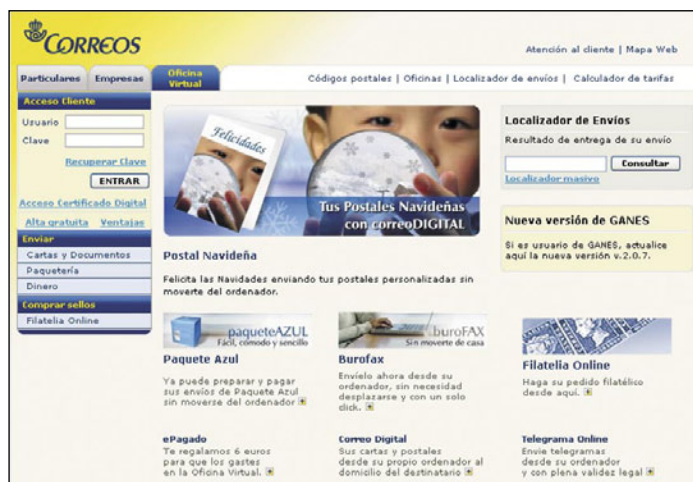 CORREOS
Atención al cliente | Mapa Web
Particulares
Empresas
Oficina
Virtual
Códigos postales | Oficinas | Localizador de envíos | Calculador de tarifas
Acceso Cliente
Usuario
Clave
Recuperar Clave
ENTRAR
Acceso Certificado Digital
Alta gratuita Ventajas
Enviar
Cartas y Documentos
Paquetería
Dinero
Comprar sellos
Filatelia Online
Felicidades
Tus Postales Navideñas
con correoDIGITAL
Postal Navideña
Felicita las Navidades enviando tus postales personalizadas sin
moverte del ordenador.
Localizador de Envíos
Resultado de entrega de su envío
Consultar
Localizador masivo
Nueva versión de GANES
Si es usuario de GANES, actualice
aquí la nueva versión v.2.0.7.
paqueteAZUL
Fácil, cómodo y sencillo
Paquete Azul
Ya puede preparar y pagar
sus envíos de Paquete Azul
sin moverse del ordenador
buroFAX
Sin moverte de casa
Burofax
Envíelo ahora desde su
ordenador, sin necesidad
desplazarse y con un solo
click.
Filatelia Online
Haga su pedido filatélico
desde aquí.
ePagado
Te regalamos 6 euros
para que los gastes
en la Oficina Virtual.
Correo Digital
Sus cartas y postales
desde su propio ordenador al
domicilio del destinatario
Telegrama Online
Envie telegramas
desde su ordenador
y con plena validez legal